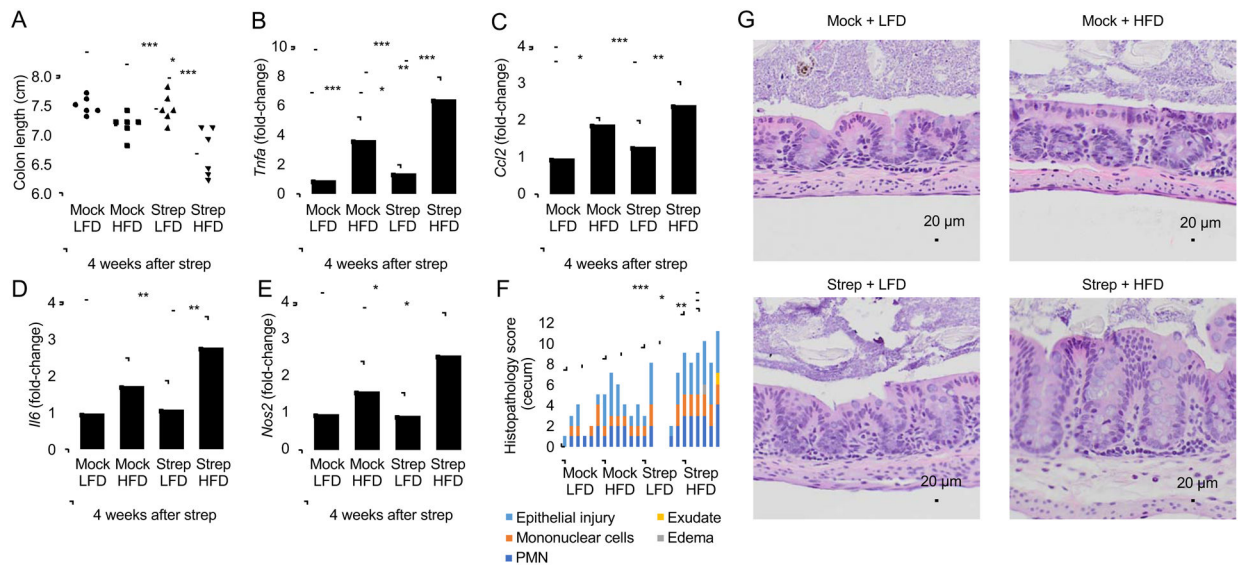 A
Colon length (cm)
8.0
7.5
7.0
6.5
6.0
***
*
***
Mock Mock Strep Strep
LFD HFD LFD HFD
4 weeks after strep
B
Tnfa (fold-change)
10
8
6
4
2
0
***
***
*
**
***
Mock Mock Strep Strep
LFD HFD LFD HFD
4 weeks after strep
C
Ccl2 (fold-change)
4
3
2
1
0
*
***
**
Mock Mock Strep Strep
LFD HFD LFD HFD
4 weeks after strep
D
Il6 (fold-change)
4
3
2
1
0
**
**
Mock Mock Strep Strep
LFD HFD LFD HFD
4 weeks after strep
E
Nos2 (fold-change)
4
3
2
1
0
*
*
Mock Mock Strep Strep
LFD HFD LFD HFD
4 weeks after strep
F
Histopathology score
(cecum)
12
10
8
6
4
2
0
***
*
**
Mock Mock Strep Strep
LFD HFD LFD HFD
Epithelial injury
Exudate
Mononuclear cells
Edema
PMN
G
Mock + LFD
20 µm
Mock + HFD
20 µm
Strep + LFD
20 µm
Strep + HFD
20 µm